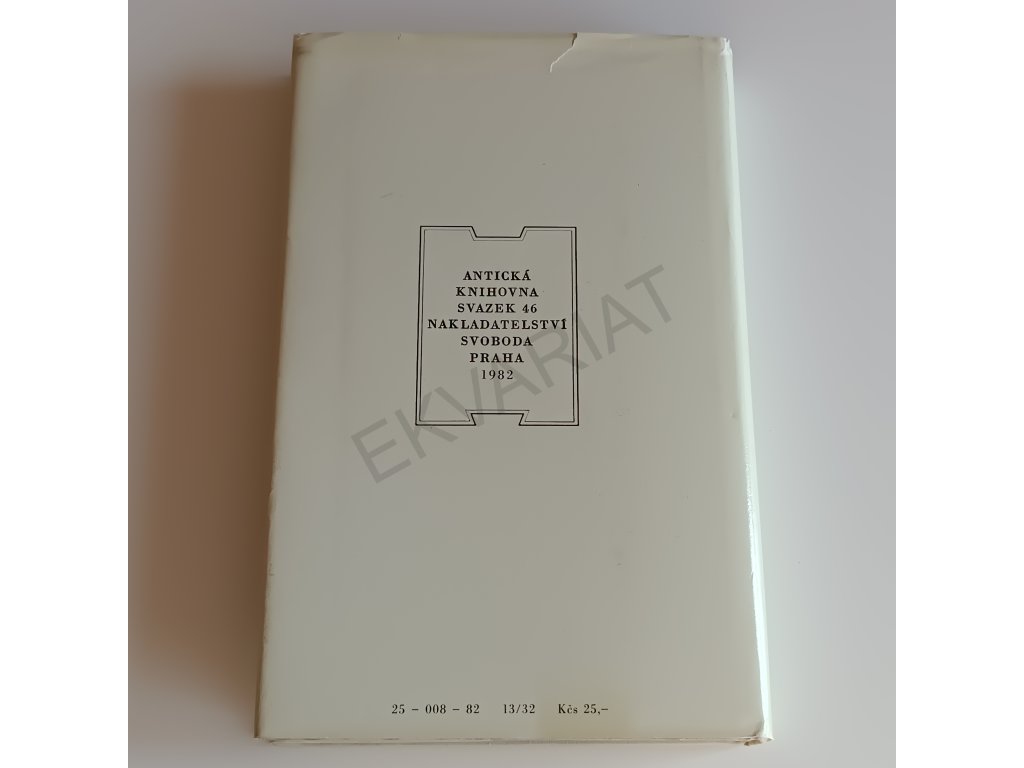 ANTICKÁ
KNIHOVNA
SVAZEK 46
NAKLADATELSTVÍ
SVOBODA
PRAHA
1982
EKVARIAT
25 – 008 – 82 13/32 Kčs 25,–